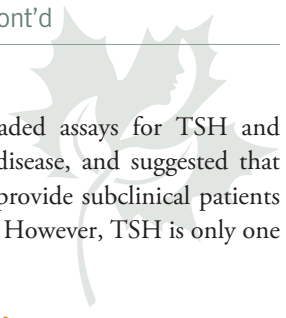 ont'd
aded assays for TSH and
disease, and suggested that
provide subclinical patients
However, TSH is only one